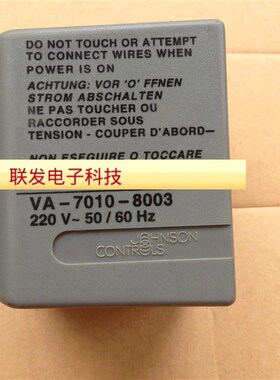 DO NOT TOUCH OR ATTEMPT
TO CONNECT WIRES WHEN
POWER IS ON
ACHTUNG: VOR 'O' FFNEN
STROM ABSCHALTEN
NE PAS TOUCHER OU
RACCORDER SOUS
TENSION - COUPER D'ABORD—
NON ESEGUIRE O TOCCARE
联发电子科技
VA-7010-8003
220 V~ 50/60 Hz
JOHNSON
CONTROLS